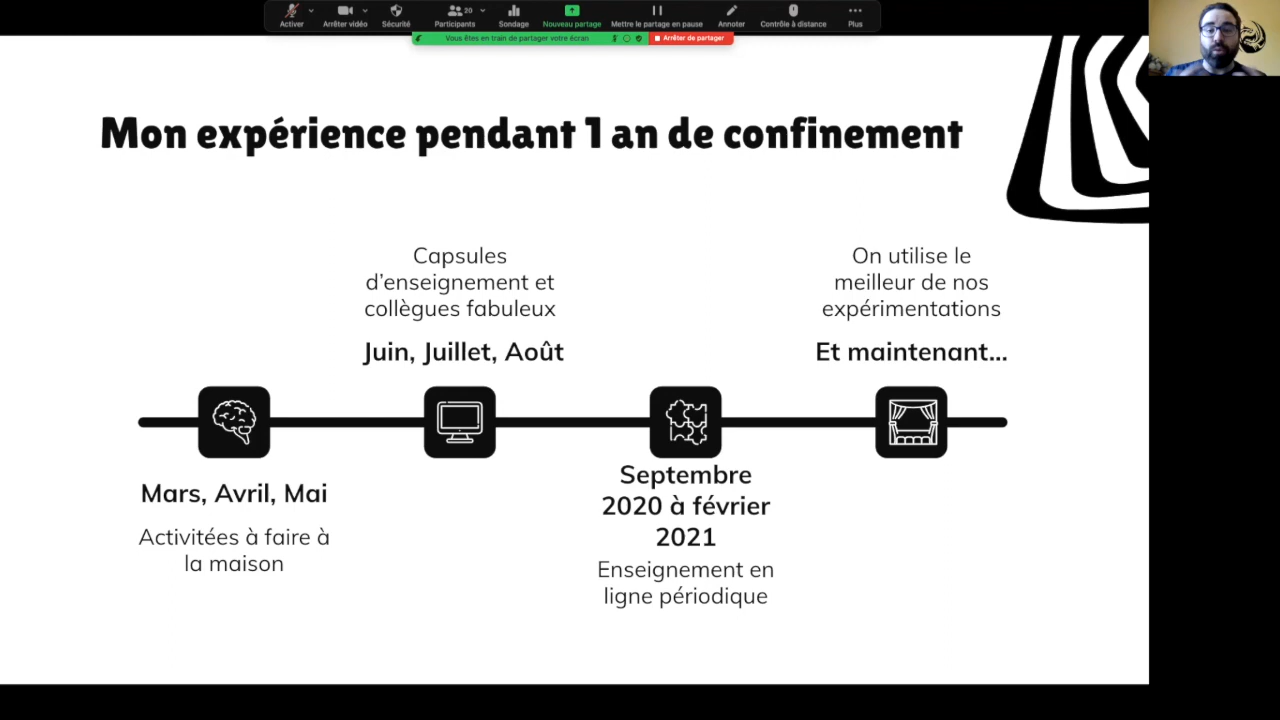 20
Activer
Arrêter vidéo
Sécurité
Participants
Sondage
Nouveau partage
Mettre le partage en pause
Annoter
Contrôle à distance
Plus
Vous êtes en train de partager votre écran
Arrêter de partager
Mon expérience pendant 1 an de confinement
Capsules
d'enseignement et
collègues fabuleux
Juin, Juillet, Août
On utilise le
meilleur de nos
expérimentations
Et maintenant...
Mars, Avril, Mai
Activitées à faire à
la maison
Septembre
2020 à février
2021
Enseignement en
ligne périodique